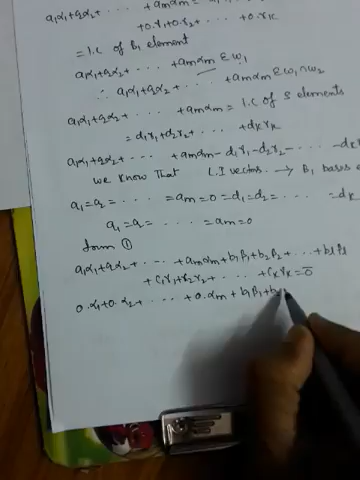 a₁α₁+a₂α₂+ . . . . +amαm =
+0.γ₁+0.γ₂+ . . . . +0.γK
= l.C of B₁ element
a₁α₁+a₂α₂+ . . . . +amαm ∈ w₁
∴ a₁α₁+a₂α₂+ . . . . +amαm ∈ w₁∩w₂
a₁α₁+a₂α₂+ . . . . +amαm = l.C of S elements
= d₁γ₁+d₂γ₂+ . . . . +dKγK
a₁α₁+a₂α₂+ . . . . +amαm-d₁γ₁-d₂γ₂- . . . . -dK
we know That L.I vectors. → B₁ basis
a₁=a₂= . . . . =am=0=d₁=d₂= . . . . =dK
a₁=a₂= . . . . =am=0
from ①
a₁α₁+a₂α₂+ . . . + amαm+b₁β₁+b₂β₂+ . . . +blβl
+c₁γ₁+c₂γ₂+ . . . . +cKγK=0̅
0.α₁+0.α₂+ . . . . +0.αm+b₁β₁+b₂